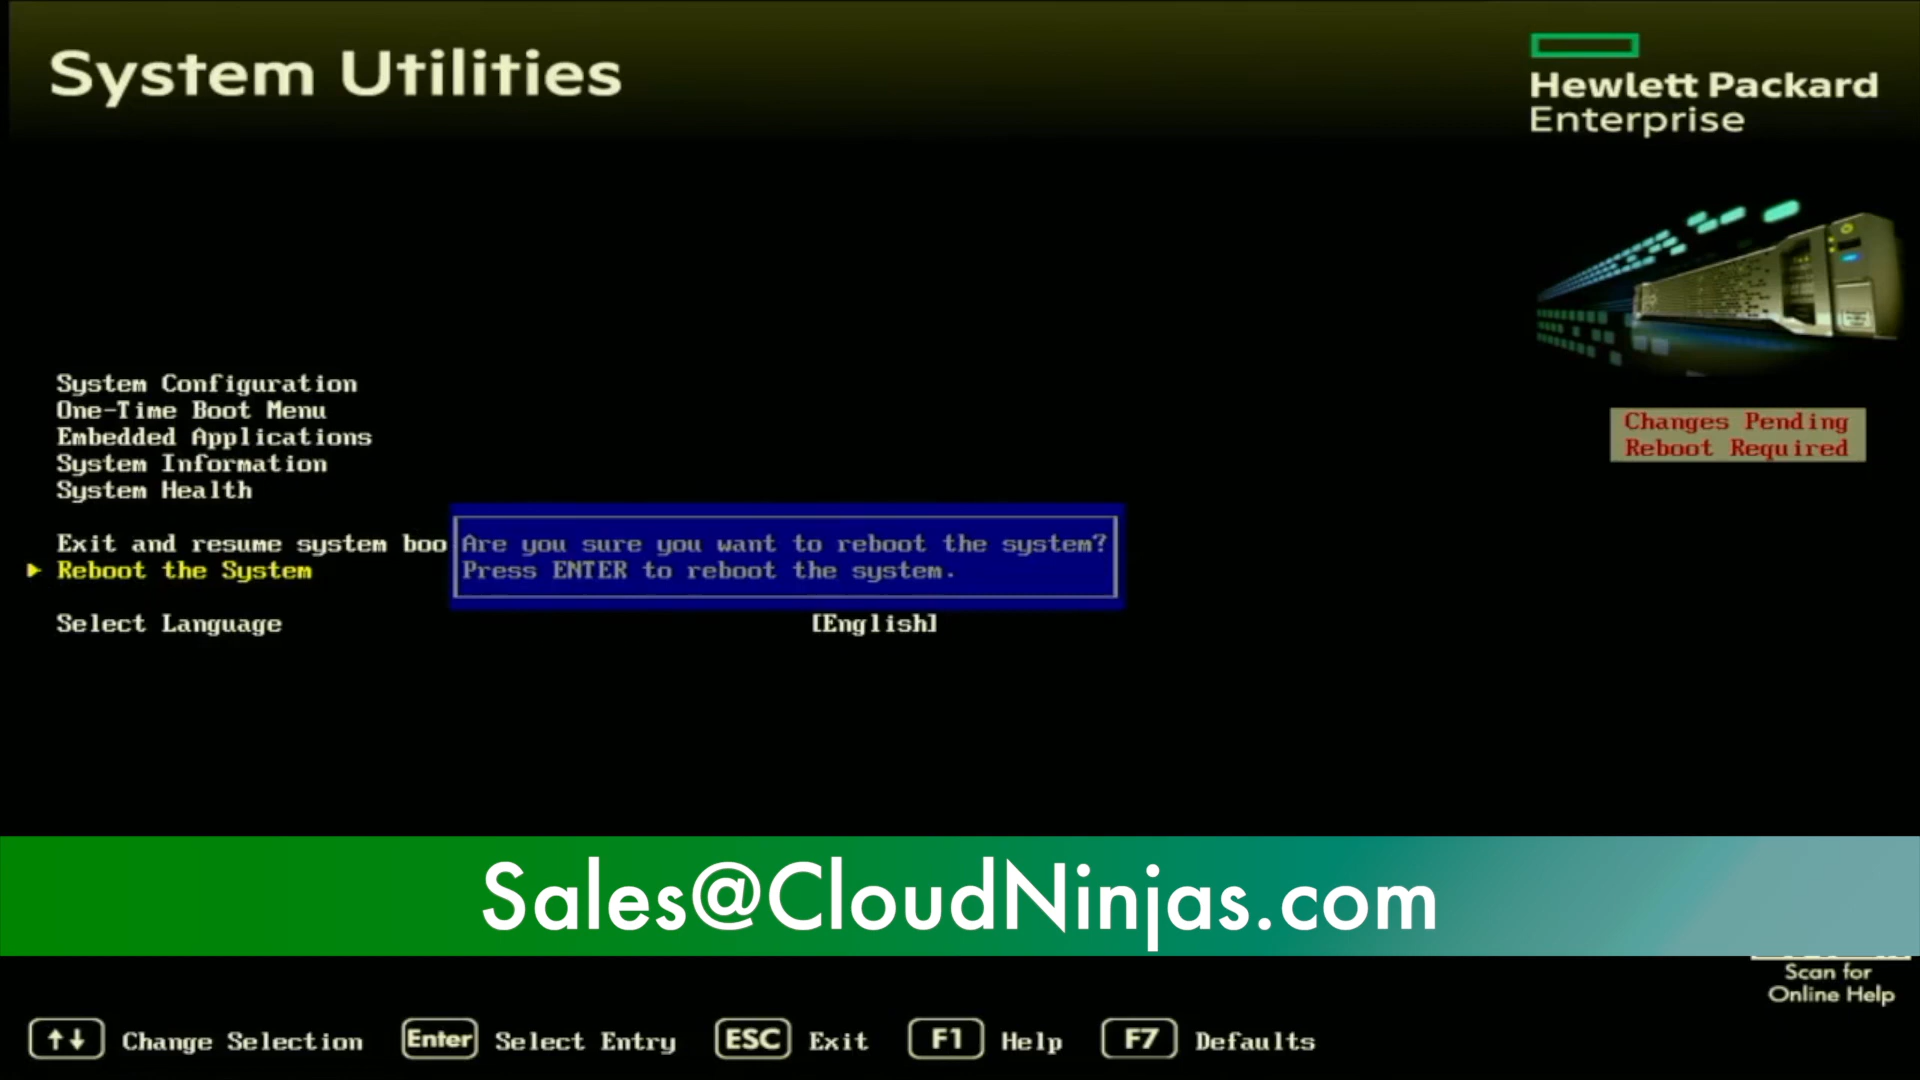 System Utilities
Hewlett Packard
Enterprise
System Configuration
One-Time Boot Menu
Embedded Applications
System Information
System Health
Changes Pending
Reboot Required
Exit and resume system boo
Reboot the System
Are you sure you want to reboot the system?
Press ENTER to reboot the system.
Select Language [English]
Sales@CloudNinjas.com
Scan for
Online Help
↑↓ Change Selection Enter Select Entry ESC Exit F1 Help F7 Defaults